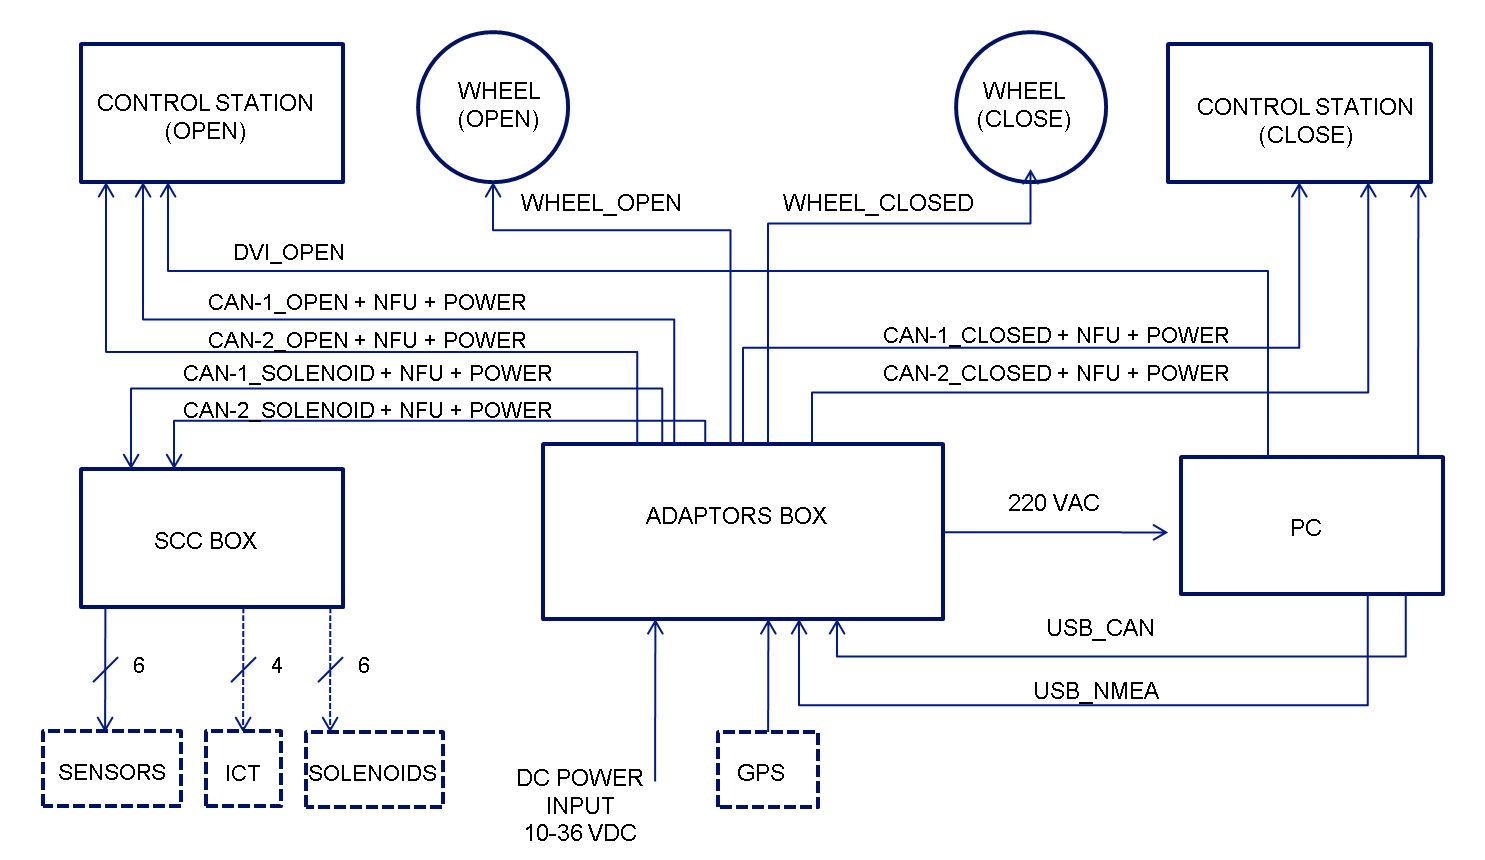 CONTROL STATION
(OPEN)
WHEEL
(OPEN)
WHEEL
(CLOSE)
CONTROL STATION
(CLOSE)
WHEEL_OPEN
WHEEL_CLOSED
DVI_OPEN
CAN-1_OPEN + NFU + POWER
CAN-2_OPEN + NFU + POWER
CAN-1_CLOSED + NFU + POWER
CAN-1_SOLENOID + NFU + POWER
CAN-2_CLOSED + NFU + POWER
CAN-2_SOLENOID + NFU + POWER
SCC BOX
ADAPTORS BOX
220 VAC
PC
USB_CAN
6
4
6
USB_NMEA
SENSORS
ICT
SOLENOIDS
DC POWER
INPUT
10-36 VDC
GPS